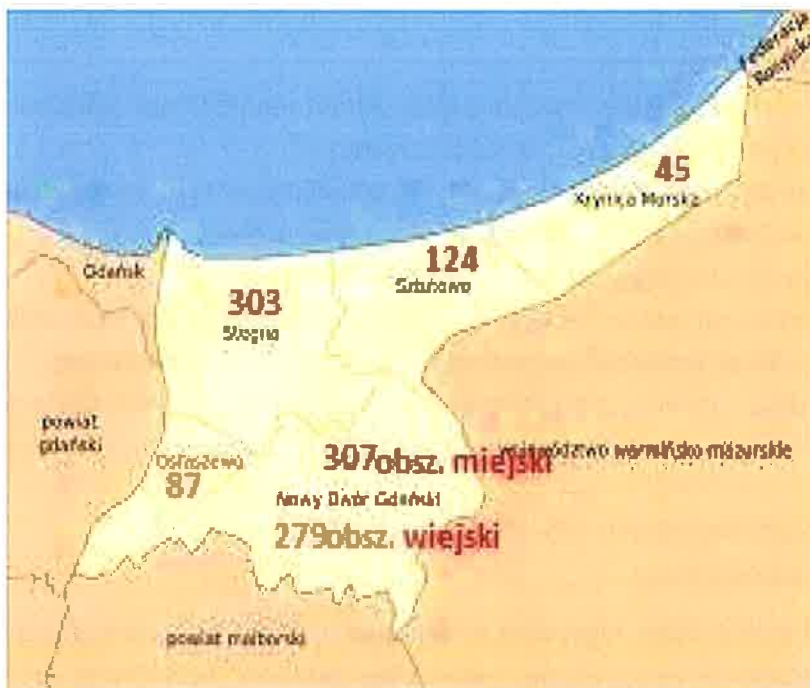 Federacja
Rosyjska
45
Krynica Morska
124
Sztutowo
Gdańsk
303
Stegna
powiat
gdański
307obsz. miejski
województwo warmińsko mazurskie
Ostaszewo
87
Nowy Dwór Gdański
279obsz. wiejski
powiat malborski